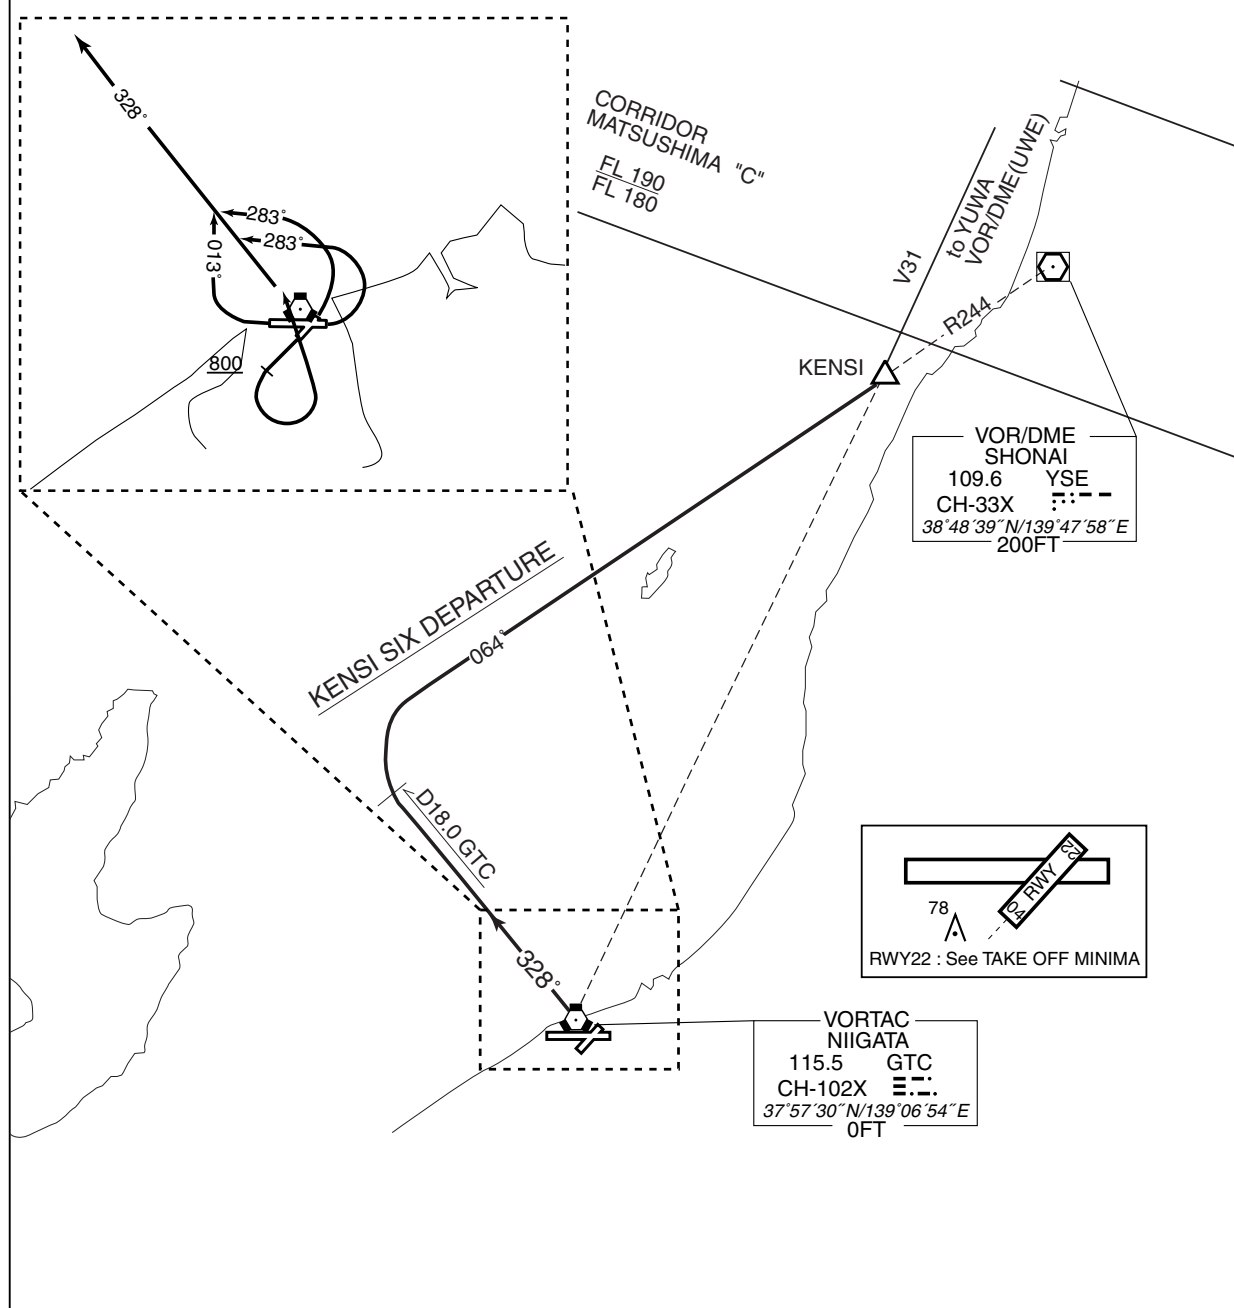 328°
283°
283°
013°
800
CORRIDOR
MATSUSHIMA "C"
FL 190
FL 180
V31
to YUWA
VOR/DME(UWE)
R244
KENSI
VOR/DME
SHONAI
109.6 YSE
CH-33X
38°48´39˝N/139°47´58˝E
200FT
KENSI SIX DEPARTURE
064°
D18.0 GTC
328°
22
RWY
04
78
RWY22 : See TAKE OFF MINIMA
VORTAC
NIIGATA
115.5 GTC
CH-102X
37°57´30˝N/139°06´54˝E
0FT